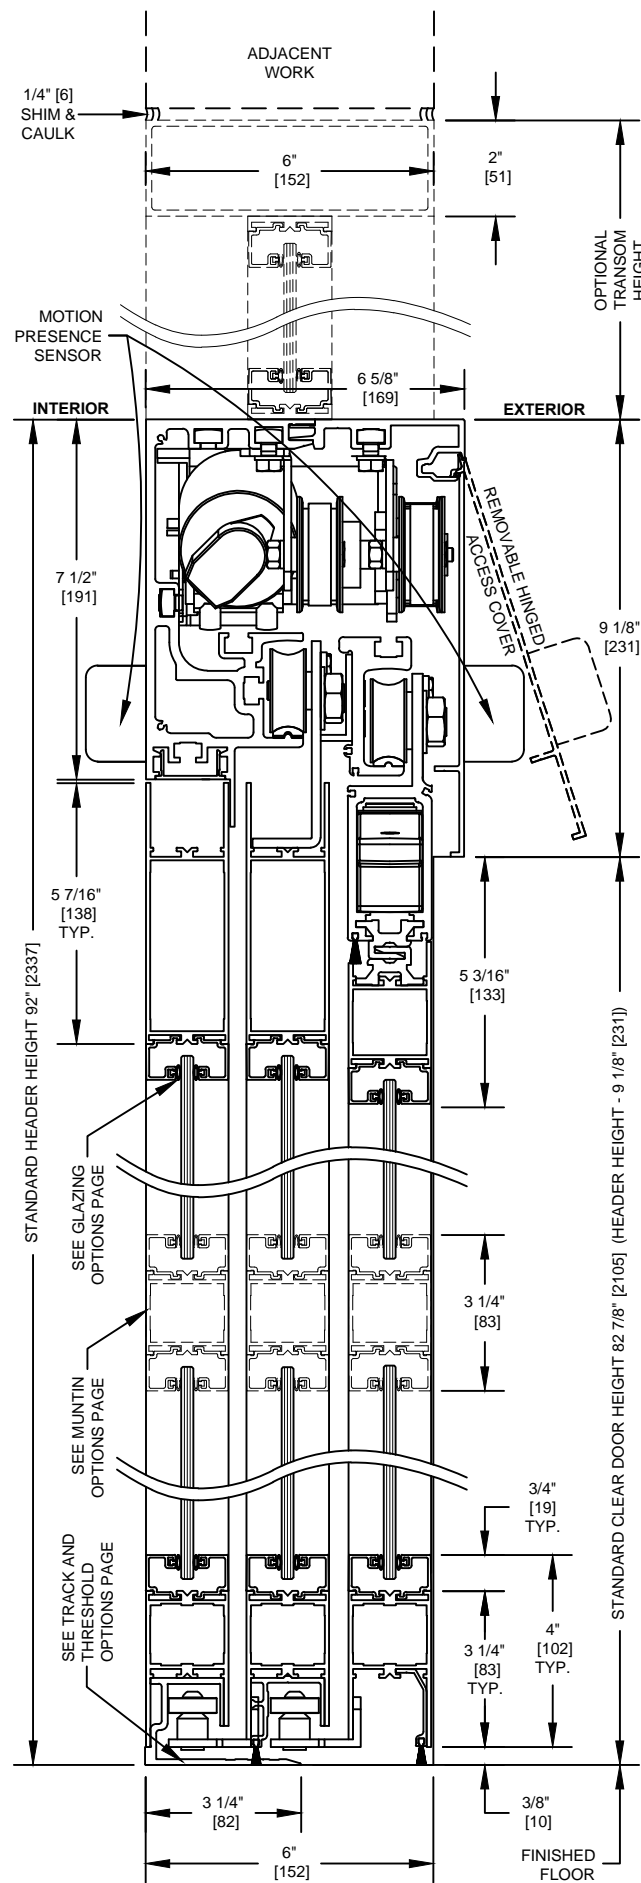 ADJACENT
WORK
1/4" [6]
SHIM &
CAULK
6"
[152]
2"
[51]
OPTIONAL
TRANSOM
HEIGHT
MOTION
PRESENCE
SENSOR
6 5/8"
[169]
INTERIOR
EXTERIOR
7 1/2"
[191]
REMOVABLE HINGED
ACCESS COVER
9 1/8"
[231]
5 7/16"
[138]
TYP.
5 3/16"
[133]
STANDARD HEADER HEIGHT 92" [2337]
STANDARD CLEAR DOOR HEIGHT 82 7/8" [2105] (HEADER HEIGHT - 9 1/8" [231])
SEE GLAZING
OPTIONS PAGE
3 1/4"
[83]
SEE MUNTIN
OPTIONS PAGE
3/4"
[19]
TYP.
SEE TRACK AND
THRESHOLD
OPTIONS PAGE
3 1/4"
[83]
TYP.
4"
[102]
TYP.
3 1/4"
[82]
3/8"
[10]
6"
[152]
FINISHED
FLOOR